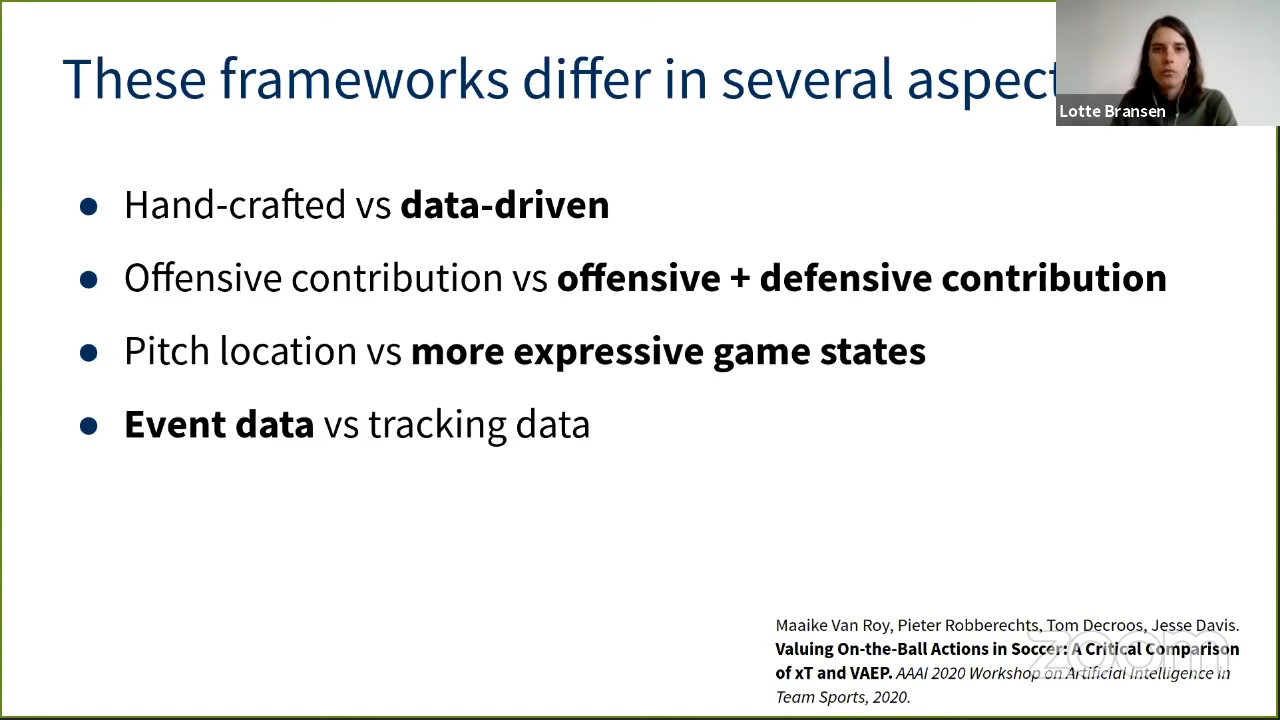 These frameworks differ in several aspect
Lotte Bransen
● Hand-crafted vs data-driven
● Offensive contribution vs offensive + defensive contribution
● Pitch location vs more expressive game states
● Event data vs tracking data
Maaike Van Roy, Pieter Robberechts, Tom Decroos, Jesse Davis.
Valuing On-the-Ball Actions in Soccer: A Critical Comparison
of xT and VAEP. AAAI 2020 Workshop on Artificial Intelligence in
Team Sports, 2020.
zoom